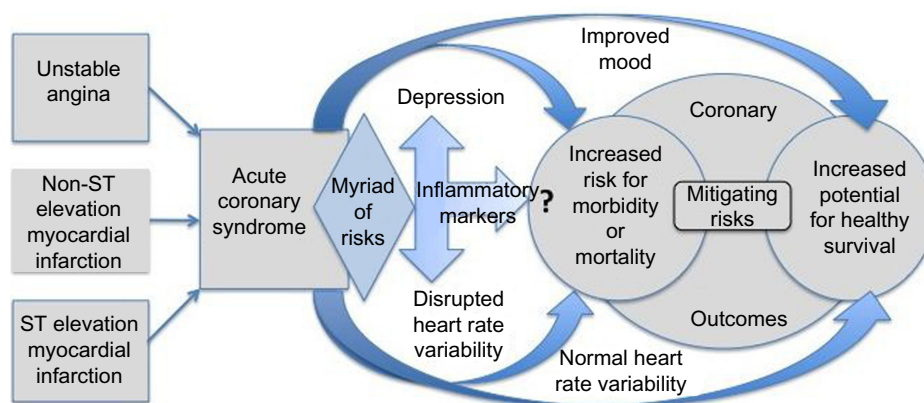 Unstable
angina
Non-ST
elevation
myocardial
infarction
ST elevation
myocardial
infarction
Acute
coronary
syndrome
Myriad
of
risks
Depression
Inflammatory
markers
Disrupted
heart rate
variability
?
Improved
mood
Coronary
Increased
risk for
morbidity
or
mortality
Mitigating
risks
Increased
potential
for healthy
survival
Outcomes
Normal heart
rate variability